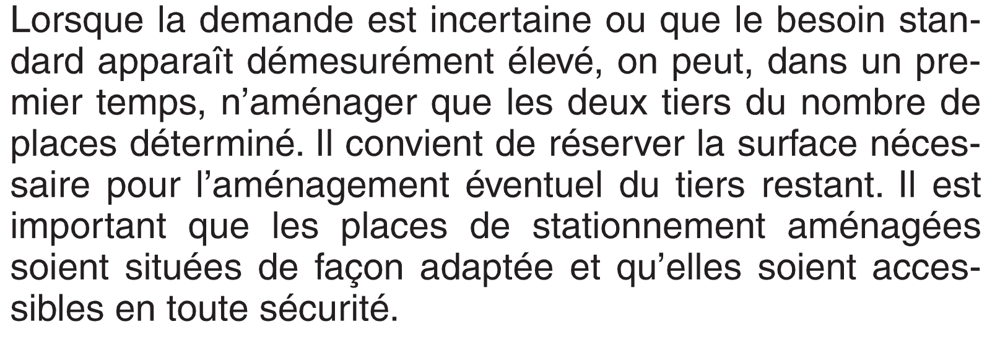 Lorsque la demande est incertaine ou que le besoin stan-
dard apparaît démesurément élevé, on peut, dans un pre-
mier temps, n’aménager que les deux tiers du nombre de
places déterminé. Il convient de réserver la surface néces-
saire pour l’aménagement éventuel du tiers restant. Il est
important que les places de stationnement aménagées
soient situées de façon adaptée et qu’elles soient acces-
sibles en toute sécurité.